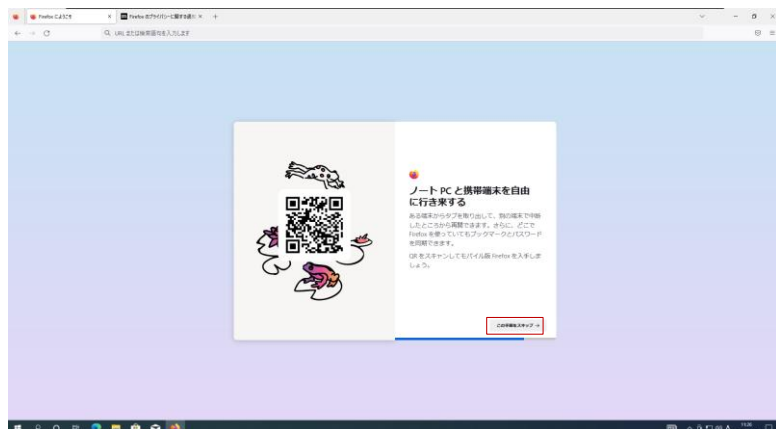 Firefox にようこそ
Firefox のプライバシーに関する通知
URL または検索語句を入力します
ノート PC と携帯端末を自由
に行き来する
ある端末からタブを取り出して、別の端末で中断
したところから再開できます。さらに、どこで
Firefox を使っていてもブックマークとパスワード
を同期できます。
QR をスキャンしてモバイル版 Firefox を入手しま
しょう。
この手順をスキップ →